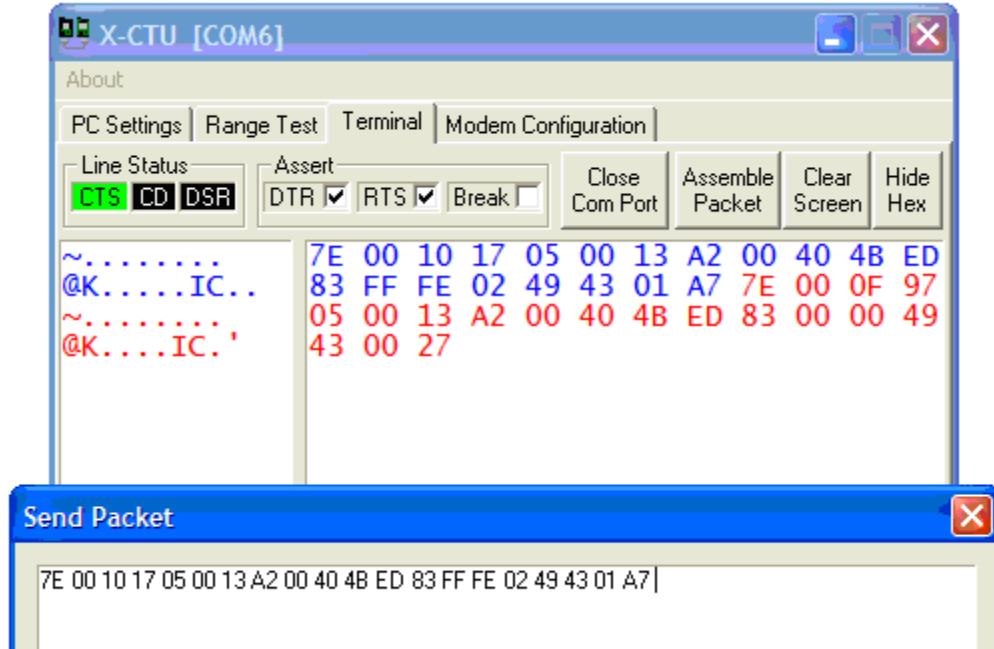 X-CTU [COM6]
About
PC Settings Range Test Terminal Modem Configuration
Line Status Assert
CTS CD DSR DTR RTS Break Close Com Port Assemble Packet Clear Screen Hide Hex
~........
@K.....IC..
~........
@K....IC.'
7E 00 10 17 05 00 13 A2 00 40 4B ED
83 FF FE 02 49 43 01 A7 7E 00 0F 97
05 00 13 A2 00 40 4B ED 83 00 00 49
43 00 27
Send Packet
7E 00 10 17 05 00 13 A2 00 40 4B ED 83 FF FE 02 49 43 01 A7